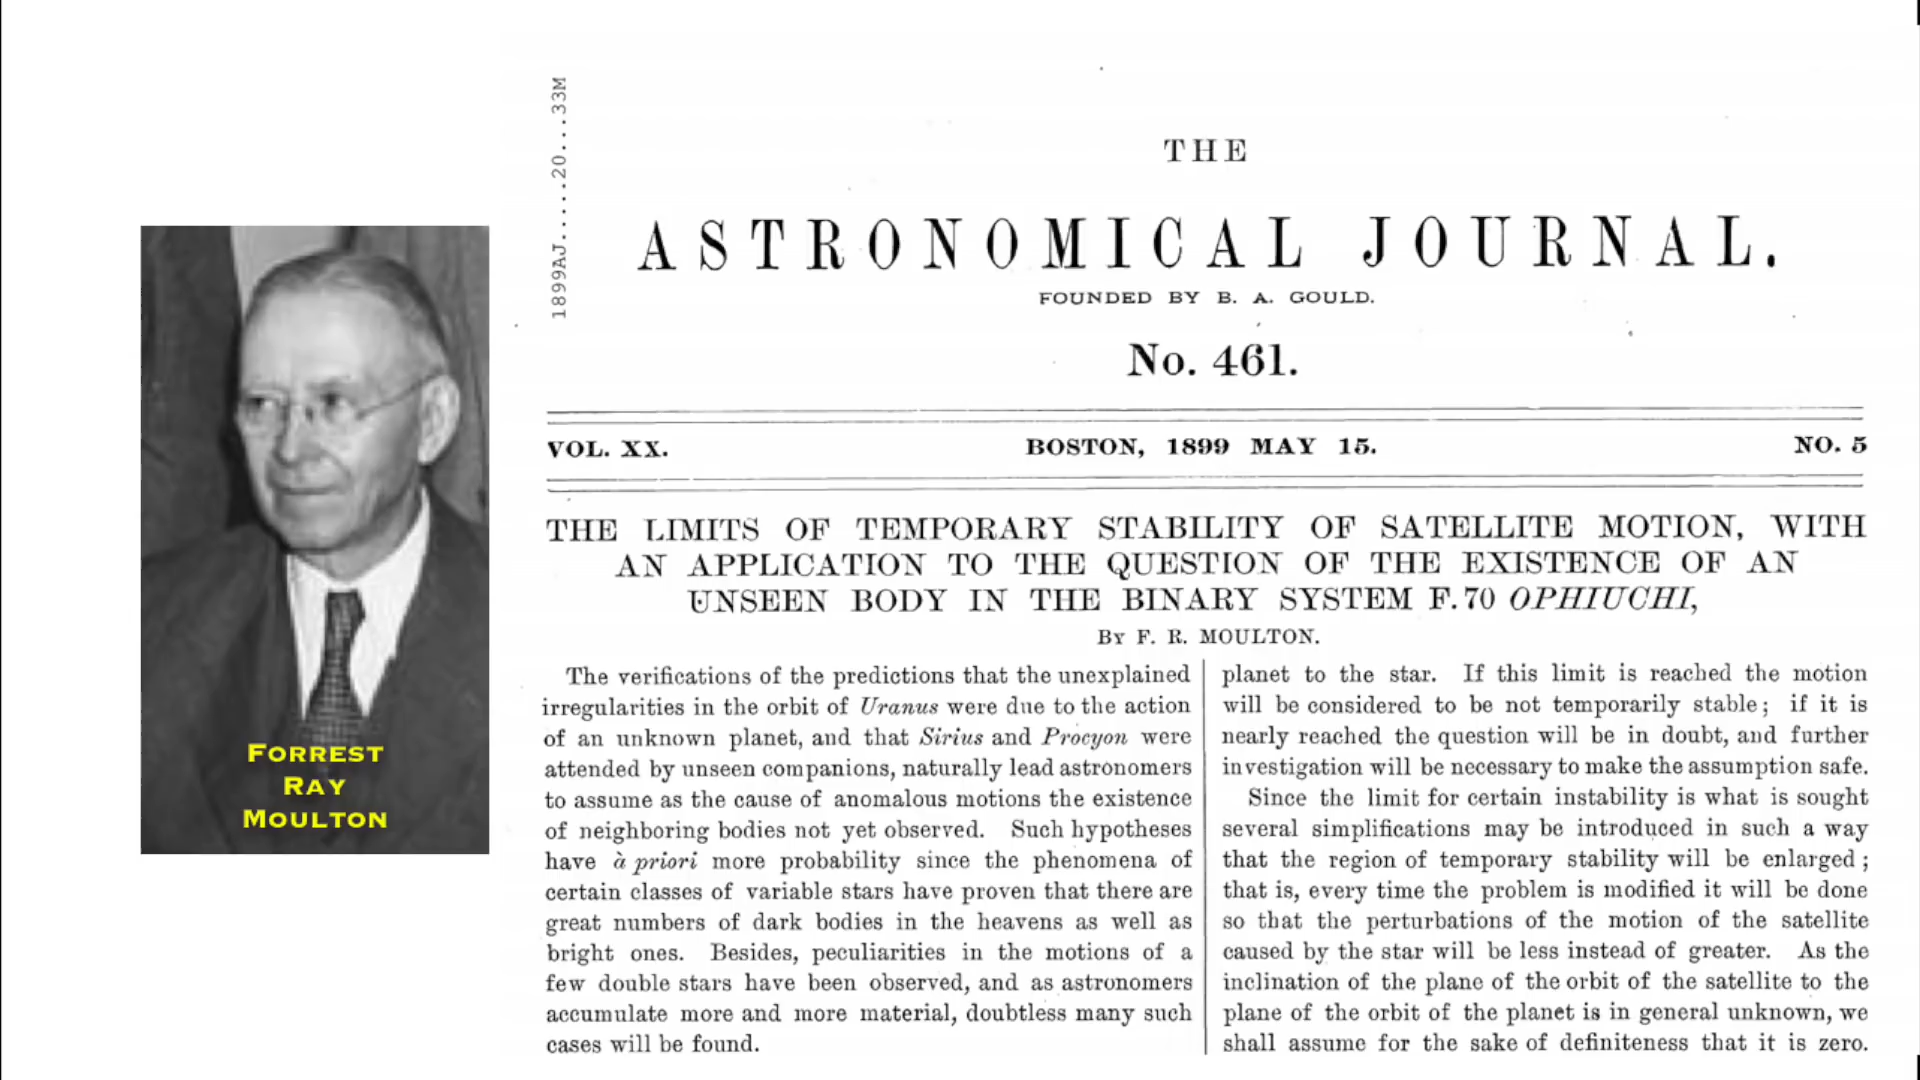 1899AJ.....20...33M
THE
ASTRONOMICAL JOURNAL.
FOUNDED BY B. A. GOULD.
No. 461.
VOL. XX.
BOSTON, 1899 MAY 15.
NO. 5
THE LIMITS OF TEMPORARY STABILITY OF SATELLITE MOTION, WITH
AN APPLICATION TO THE QUESTION OF THE EXISTENCE OF AN
UNSEEN BODY IN THE BINARY SYSTEM F. 70 OPHIUCHI,
BY F. R. MOULTON.
The verifications of the predictions that the unexplained
irregularities in the orbit of Uranus were due to the action
of an unknown planet, and that Sirius and Procyon were
attended by unseen companions, naturally lead astronomers
to assume as the cause of anomalous motions the existence
of neighboring bodies not yet observed. Such hypotheses
have à priori more probability since the phenomena of
certain classes of variable stars have proven that there are
great numbers of dark bodies in the heavens as well as
bright ones. Besides, peculiarities in the motions of a
few double stars have been observed, and as astronomers
accumulate more and more material, doubtless many such
cases will be found.
planet to the star. If this limit is reached the motion
will be considered to be not temporarily stable; if it is
nearly reached the question will be in doubt, and further
investigation will be necessary to make the assumption safe.
Since the limit for certain instability is what is sought
several simplifications may be introduced in such a way
that the region of temporary stability will be enlarged;
that is, every time the problem is modified it will be done
so that the perturbations of the motion of the satellite
caused by the star will be less instead of greater. As the
inclination of the plane of the orbit of the satellite to the
plane of the orbit of the planet is in general unknown, we
shall assume for the sake of definiteness that it is zero.
FORREST
RAY
MOULTON